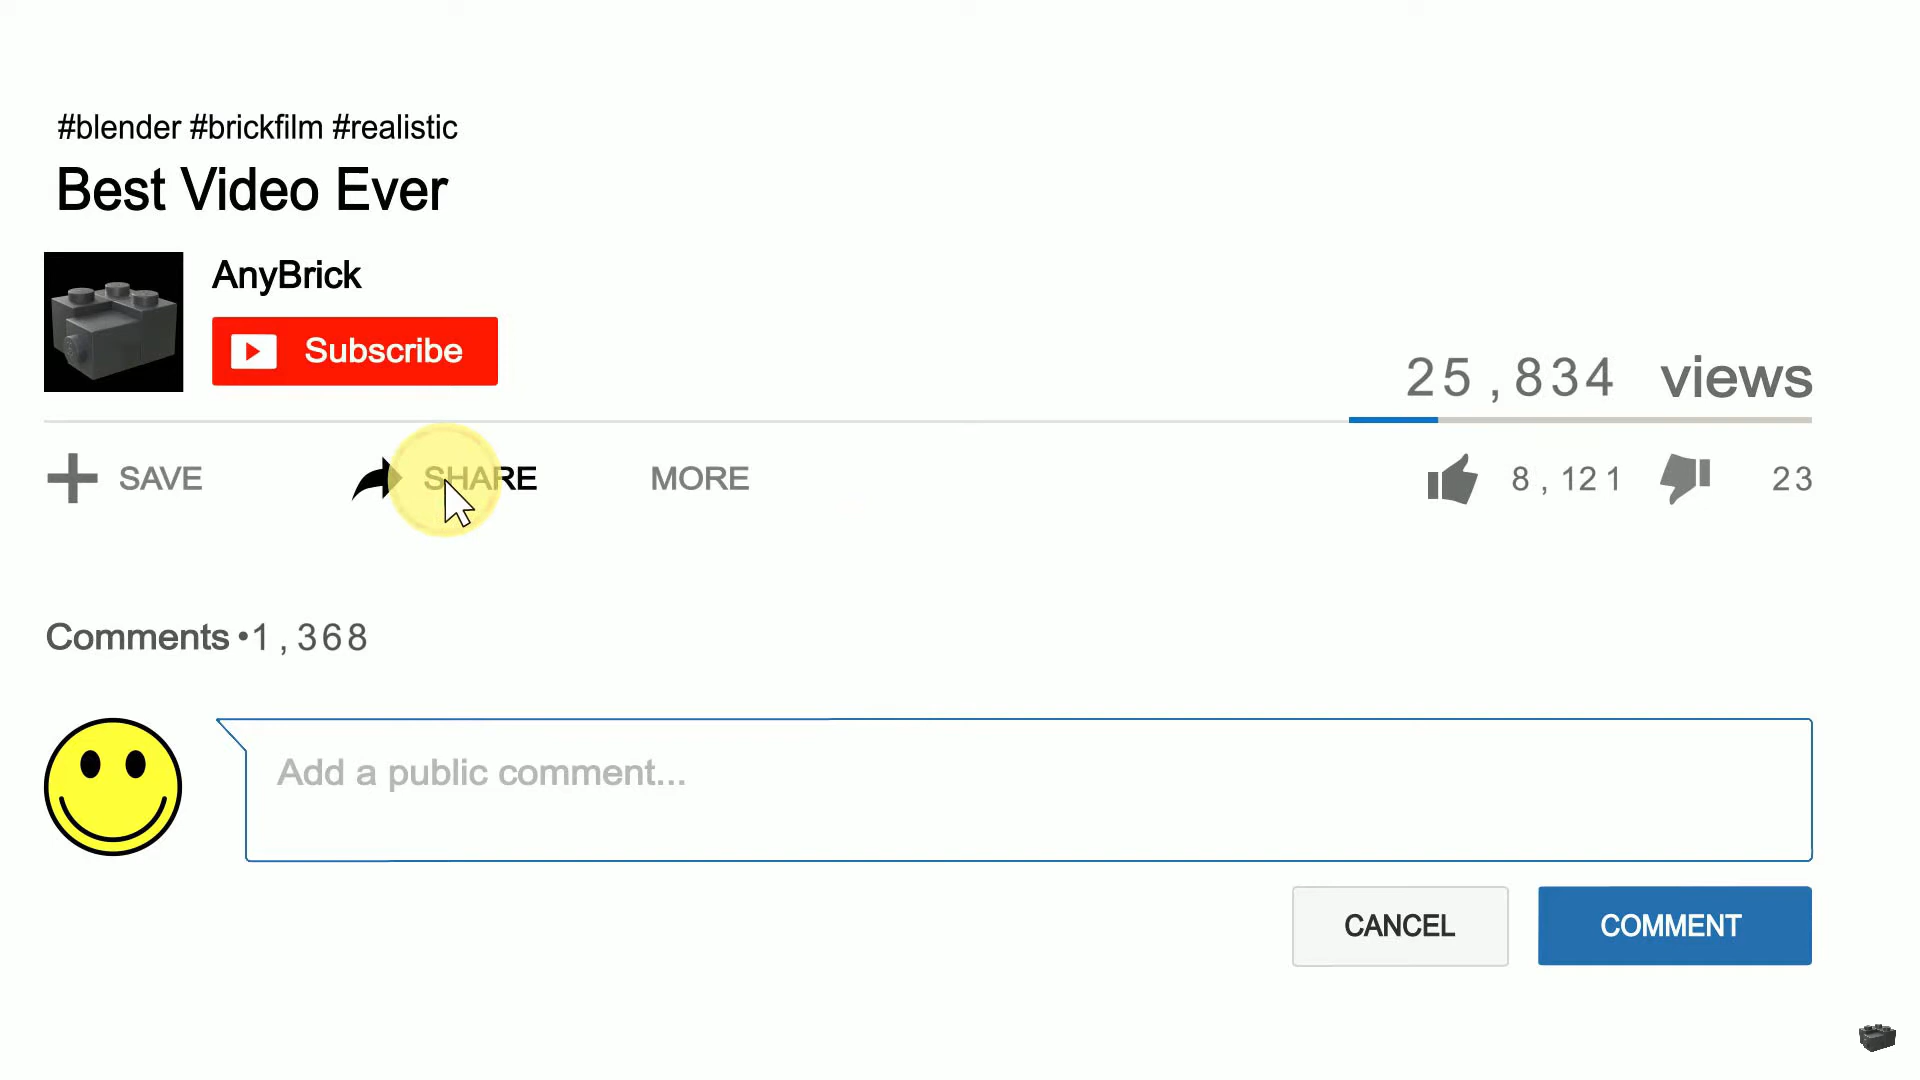 #blender #brickfilm #realistic
Best Video Ever
AnyBrick
Subscribe
25,834 views
SAVE
SHARE
MORE
8,121
23
Comments •1,368
Add a public comment...
CANCEL
COMMENT